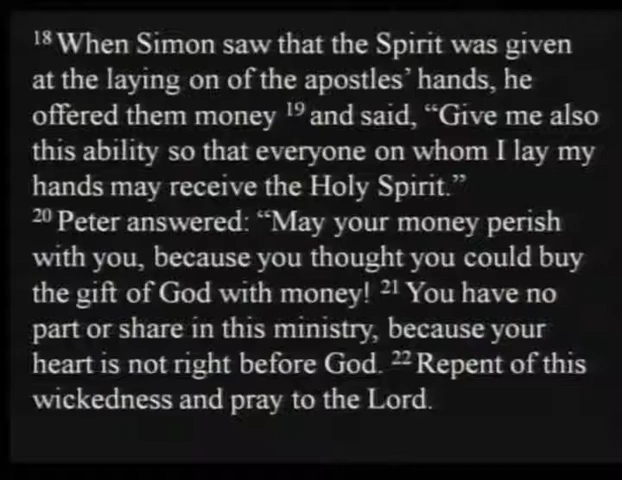 18 When Simon saw that the Spirit was given
at the laying on of the apostles’ hands, he
offered them money 19 and said, “Give me also
this ability so that everyone on whom I lay my
hands may receive the Holy Spirit.”
20 Peter answered: “May your money perish
with you, because you thought you could buy
the gift of God with money! 21 You have no
part or share in this ministry, because your
heart is not right before God. 22 Repent of this
wickedness and pray to the Lord.